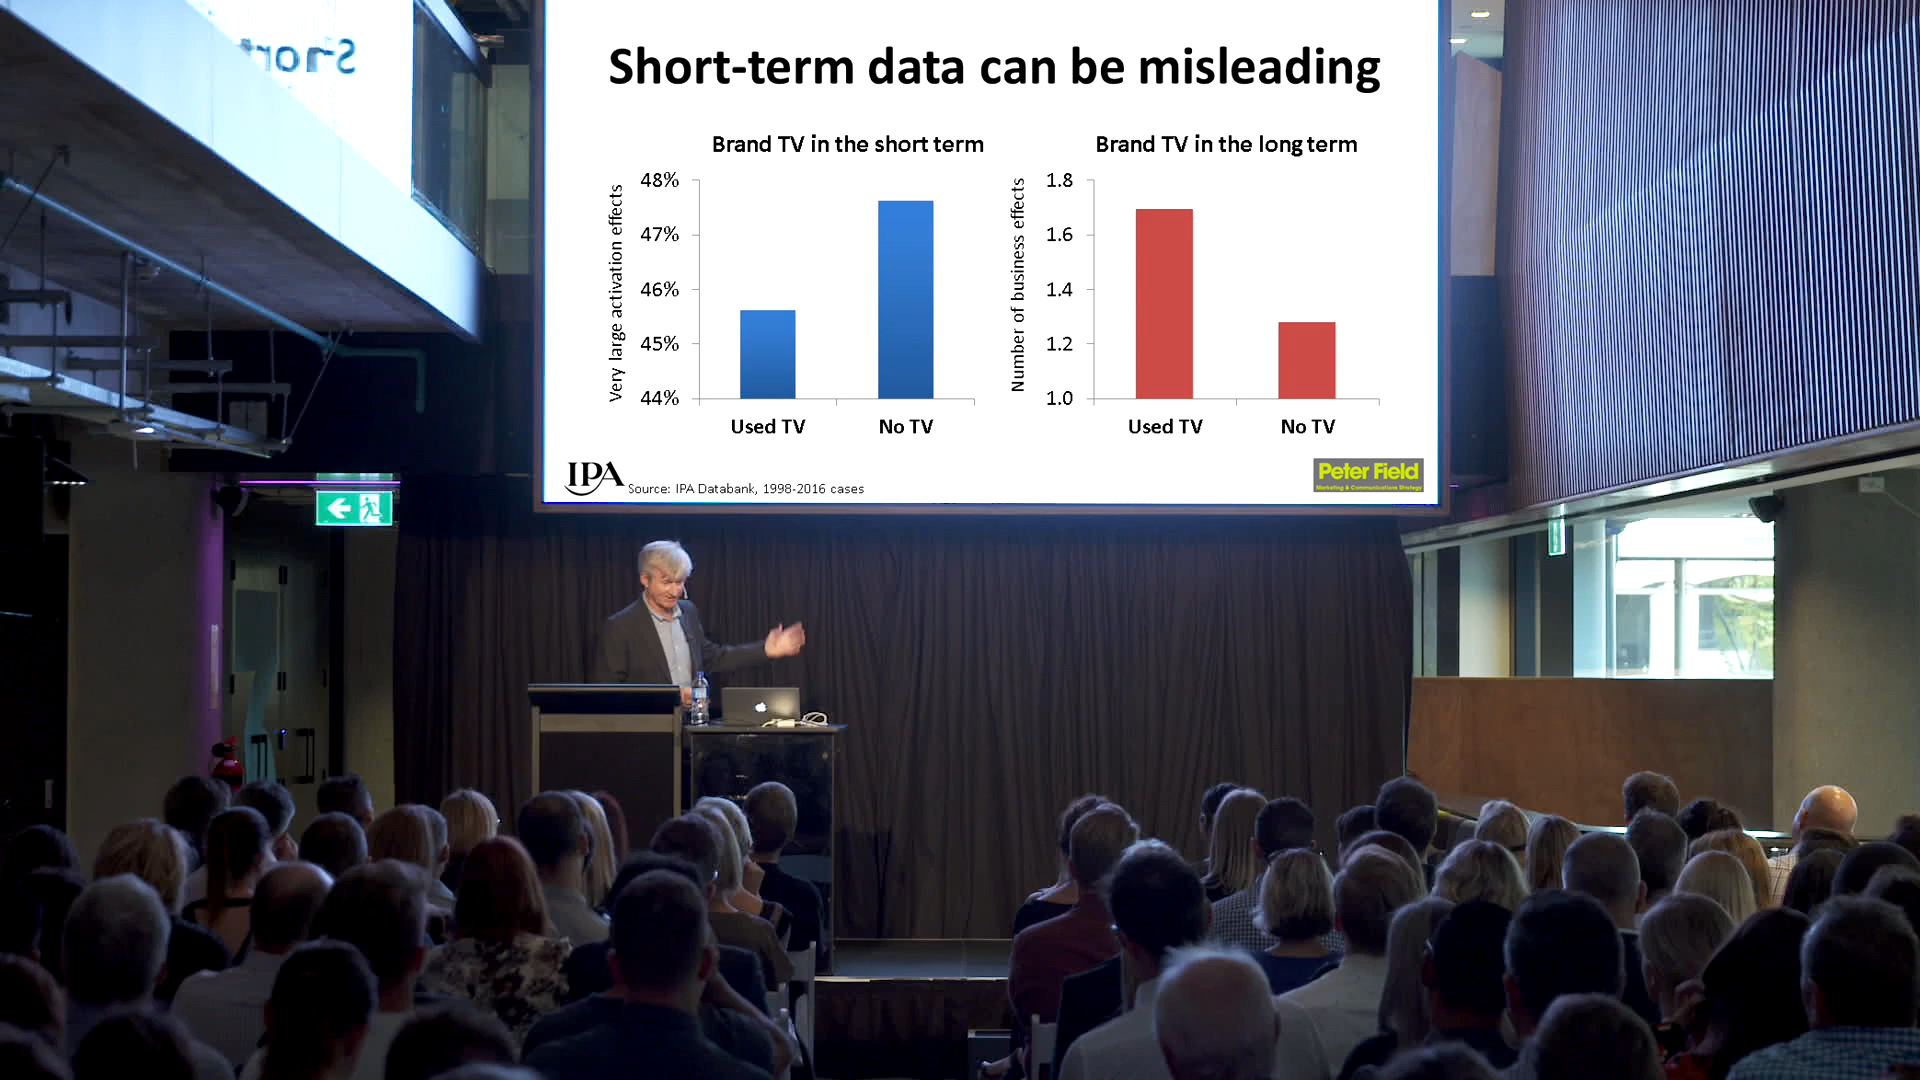 Short-term data can be misleading
Brand TV in the short term
Very large activation effects
48%
47%
46%
45%
44%
Used TV
No TV
Brand TV in the long term
Number of business effects
1.8
1.6
1.4
1.2
1.0
Used TV
No TV
IPA
Source: IPA Databank, 1998-2016 cases
Peter Field
Marketing & Communications Strategy